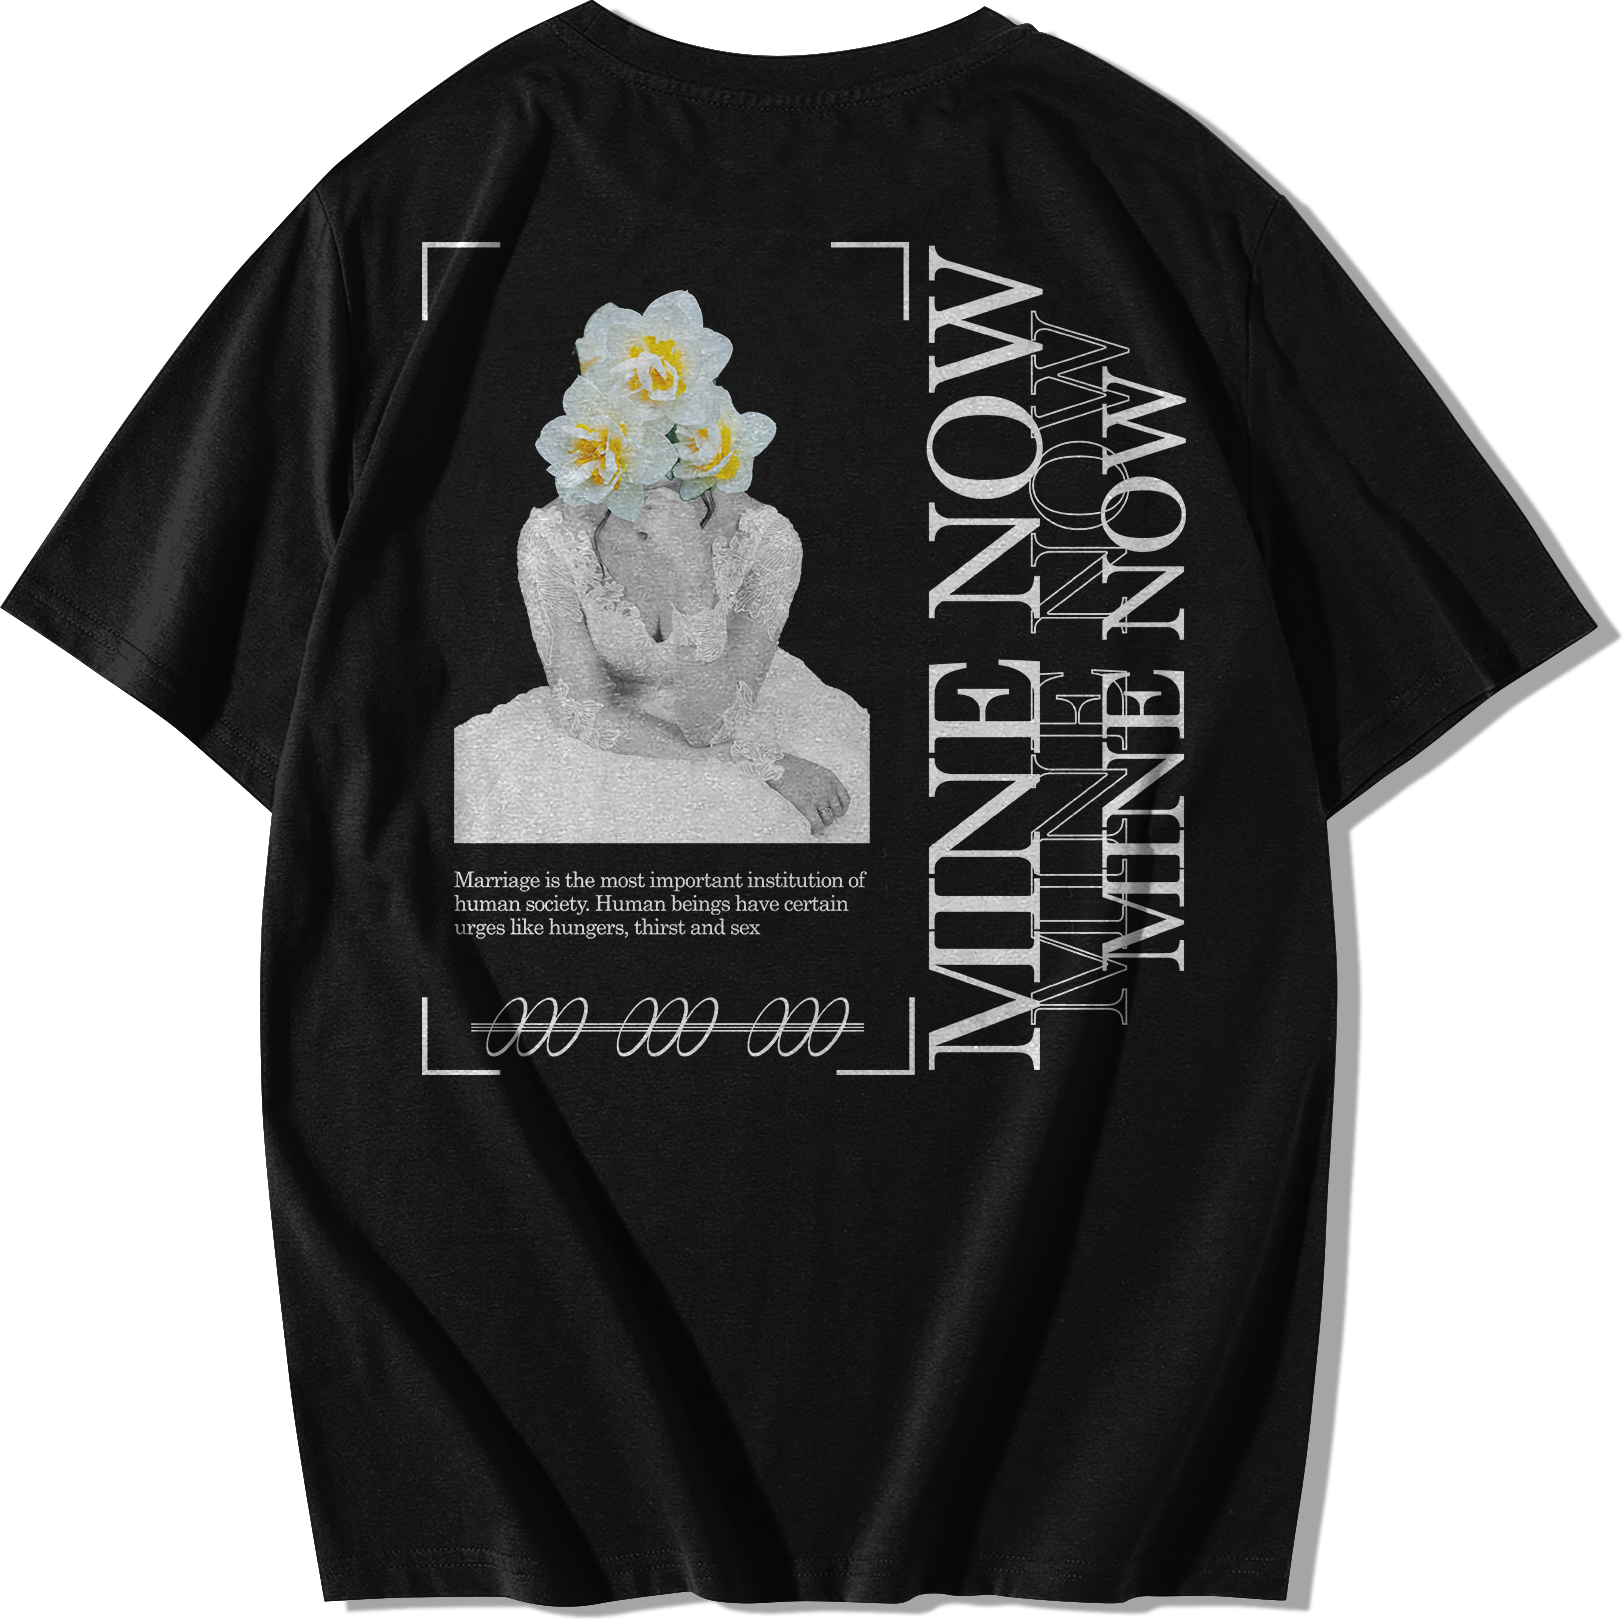 Marriage is the most important institution of
human society. Human beings have certain
urges like hungers, thirst and sex
MINE NOW
MINE NOW
MINE NOW